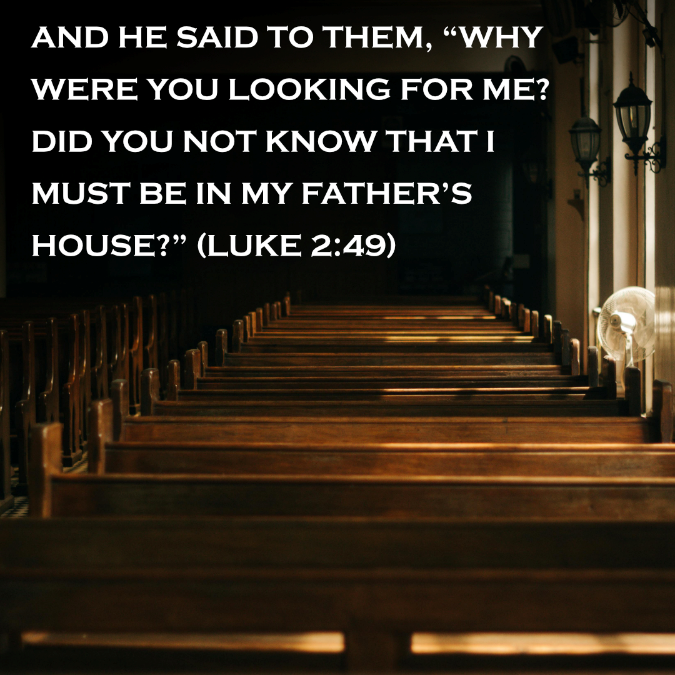 AND HE SAID TO THEM, “WHY
WERE YOU LOOKING FOR ME?
DID YOU NOT KNOW THAT I
MUST BE IN MY FATHER’S
HOUSE?” (LUKE 2:49)